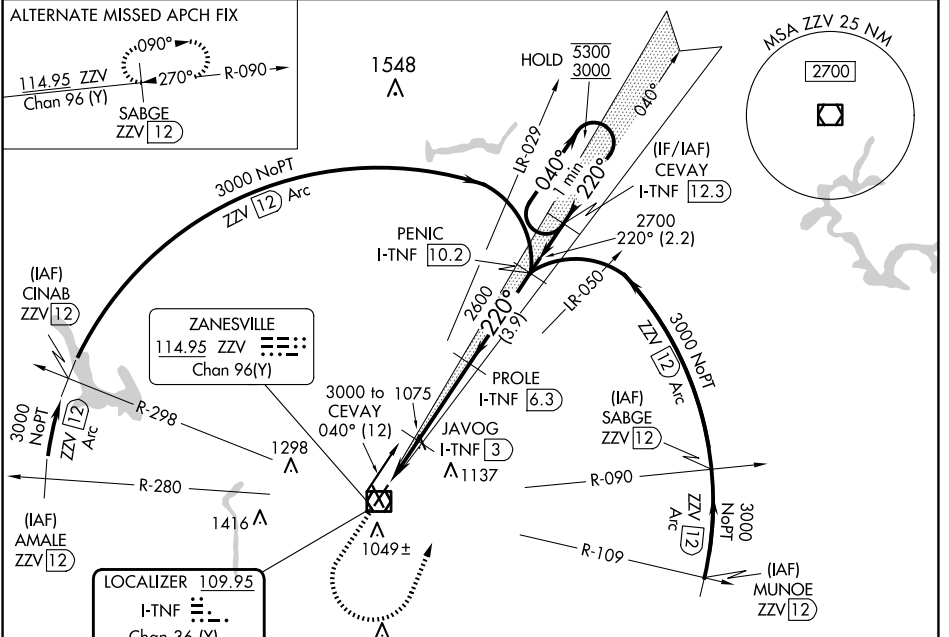 ALTERNATE MISSED APCH FIX
090°
114.95 ZZV
270°
R-090
Chan 96 (Y)
SABGE
ZZV 12
1548
HOLD
5300
3000
MSA ZZV 25 NM
2700
LR-029
040°
040°
1 min
220°
(IF/IAF)
CEVAY
I-TNF 12.3
3000 NoPT
ZZV 12 Arc
PENIC
I-TNF 10.2
2700
220° (2.2)
LR-050
(IAF)
CINAB
ZZV 12
2600
220°
(3.9)
ZANESVILLE
114.95 ZZV
Chan 96(Y)
3000 NoPT
ZZV 12 Arc
PROLE
I-TNF 6.3
3000
NoPT
ZZV 12
Arc
R-298
3000 to
CEVAY
040° (12)
1075
JAVOG
I-TNF 3
1137
(IAF)
SABGE
ZZV 12
1298
R-280
R-090
(IAF)
AMALE
ZZV 12
1416
1049±
ZZV 12
Arc
3000
NoPT
R-109
(IAF)
MUNOE
ZZV 12
LOCALIZER 109.95
I-TNF
Chan 36 (Y)